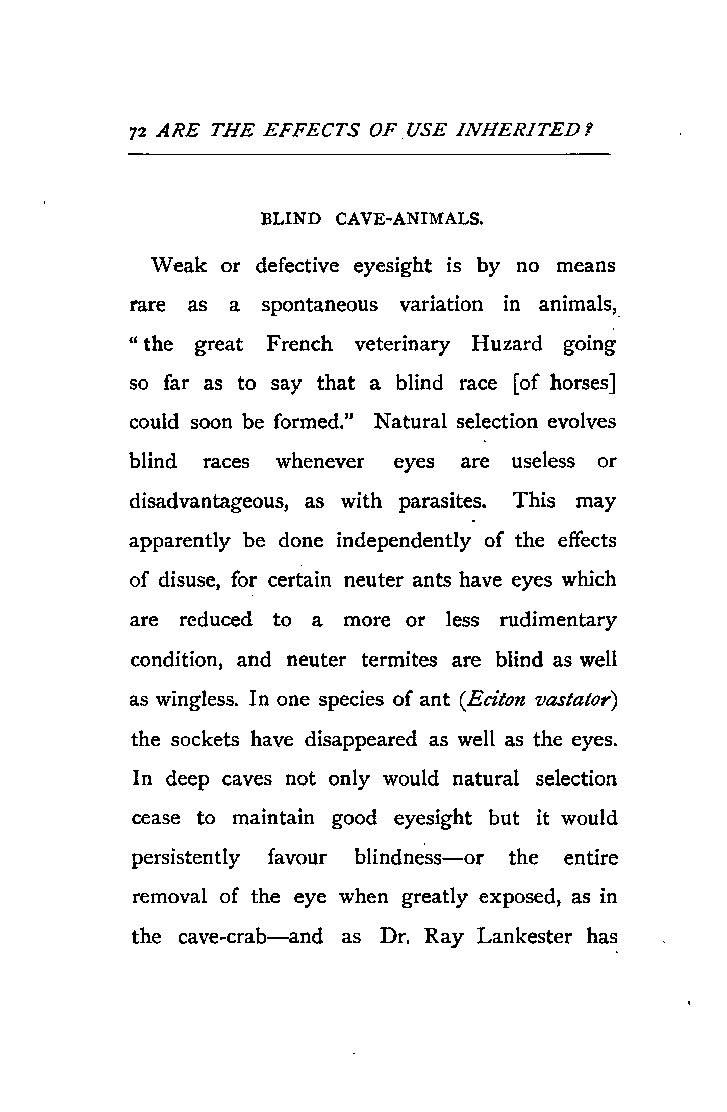 72 ARE THE EFFECTS OF USE INHERITED?
BLIND CAVE-ANIMALS.
Weak or defective eyesight is by no means
rare as a spontaneous variation in animals,
“the great French veterinary Huzard going
so far as to say that a blind race [of horses]
could soon be formed.” Natural selection evolves
blind races whenever eyes are useless or
disadvantageous, as with parasites. This may
apparently be done independently of the effects
of disuse, for certain neuter ants have eyes which
are reduced to a more or less rudimentary
condition, and neuter termites are blind as well
as wingless. In one species of ant (Eciton vastator)
the sockets have disappeared as well as the eyes.
In deep caves not only would natural selection
cease to maintain good eyesight but it would
persistently favour blindness—or the entire
removal of the eye when greatly exposed, as in
the cave-crab—and as Dr. Ray Lankester has